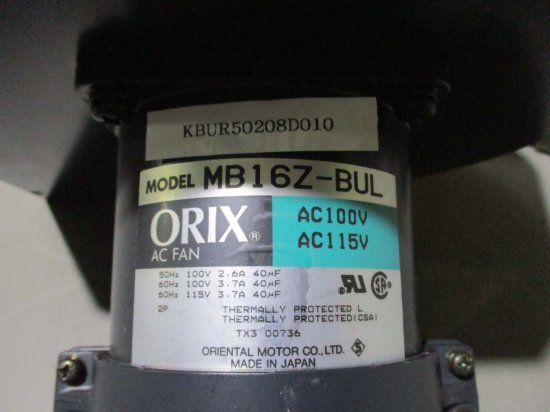 KBUR50208D010
MODEL MB16Z-BUL
ORIX®
AC FAN
AC100V
AC115V
50Hz 100V 2.6A 40μF
60Hz 100V 3.7A 40μF
60Hz 115V 3.7A 40μF
2P THERMALLY PROTECTED L
THERMALLY PROTECTED(CSA)
TX3 00736
ORIENTAL MOTOR CO.,LTD.
MADE IN JAPAN